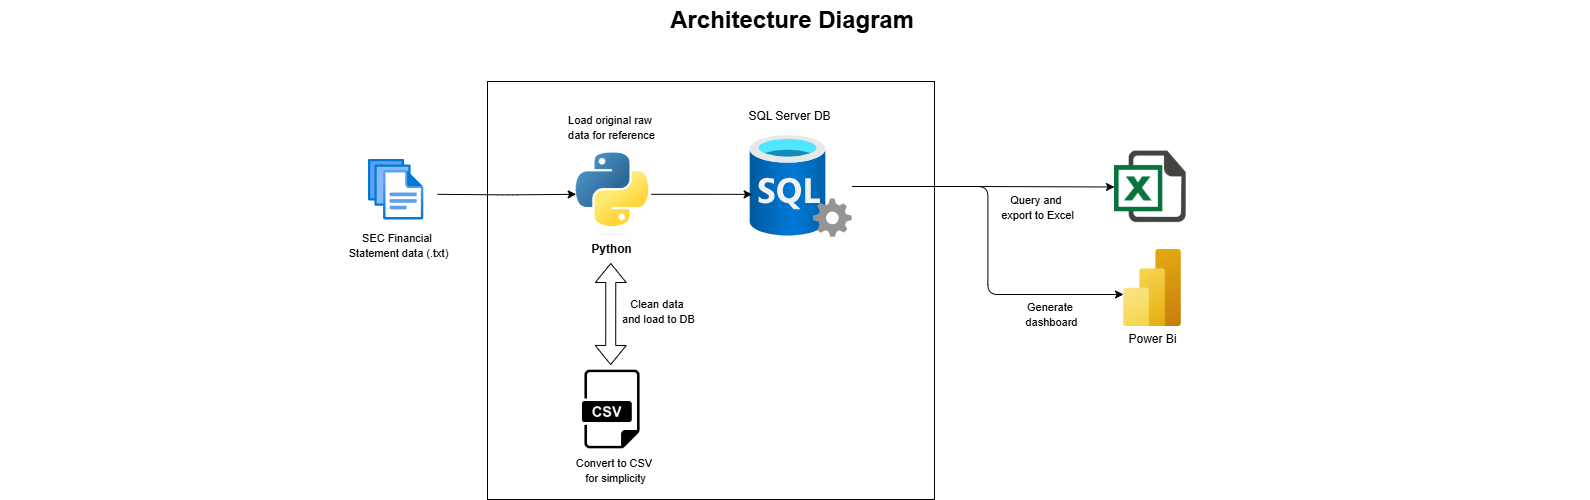 Architecture Diagram
Load original raw
data for reference
SQL Server DB
SQL
SEC Financial
Statement data (.txt)
Python
Query and
export to Excel
X
Clean data
and load to DB
Generate
dashboard
Power Bi
CSV
Convert to CSV
for simplicity